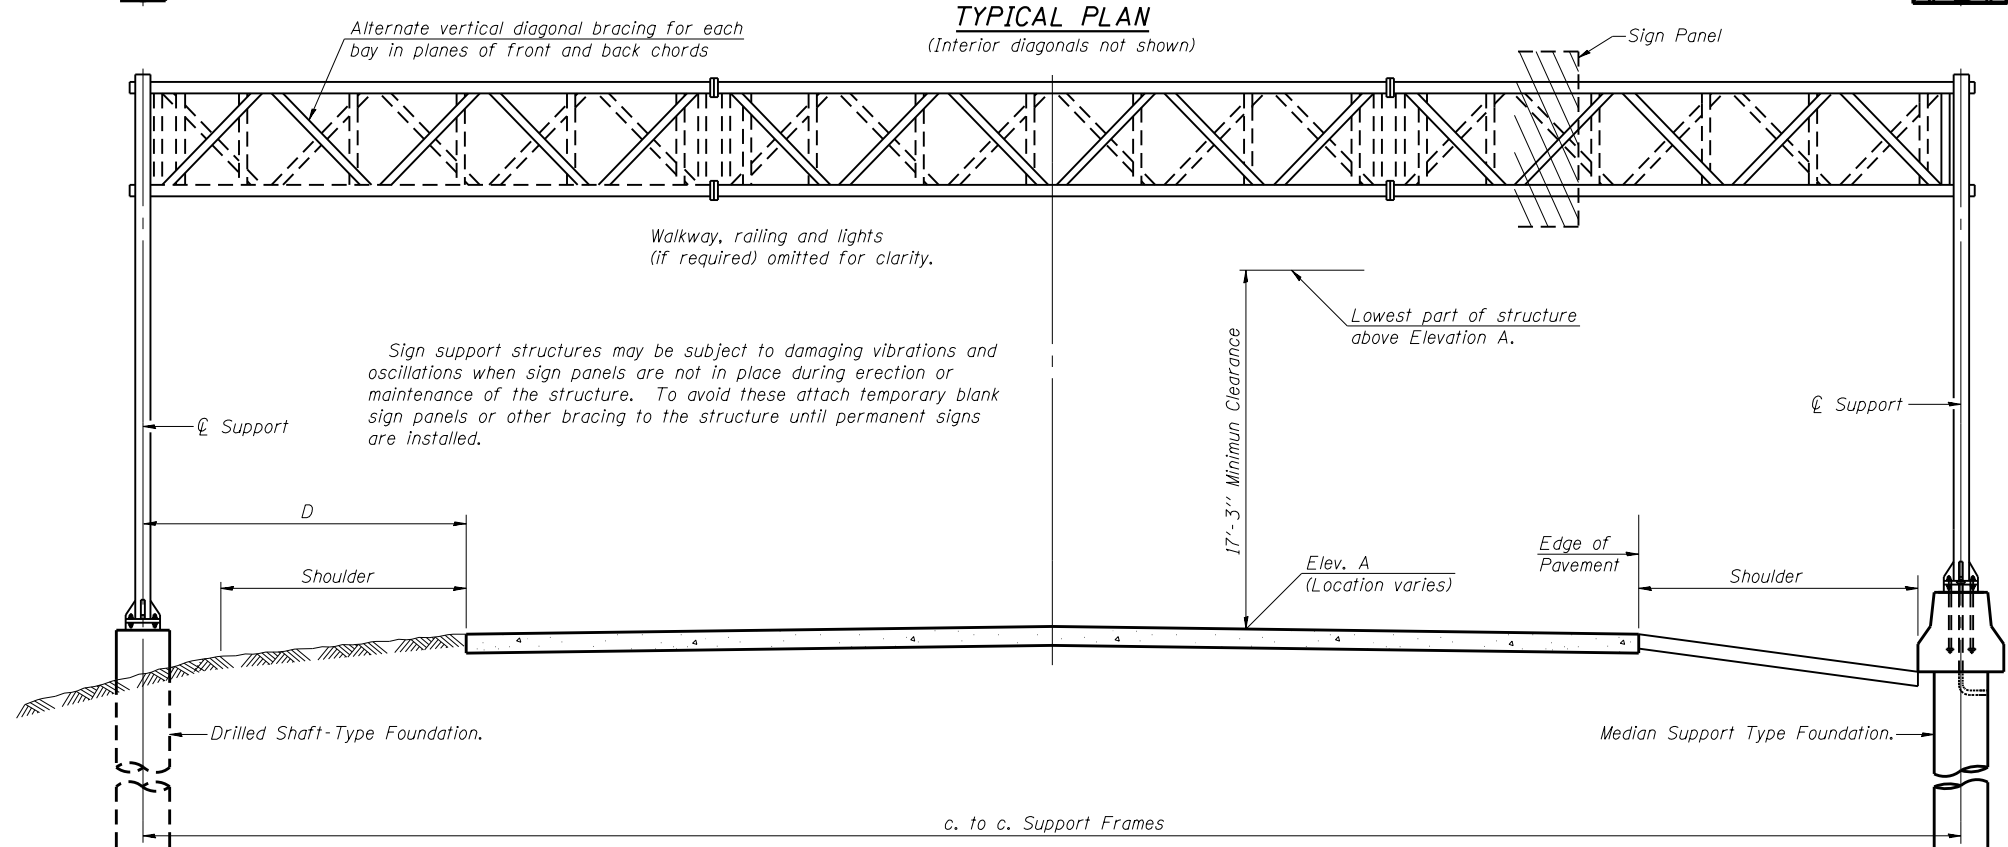 TYPICAL PLAN
(Interior diagonals not shown)
Alternate vertical diagonal bracing for each
bay in planes of front and back chords
Sign Panel
Walkway, railing and lights
(if required) omitted for clarity.
Lowest part of structure
above Elevation A.
17'-3" Minimun Clearance
Sign support structures may be subject to damaging vibrations and
oscillations when sign panels are not in place during erection or
maintenance of the structure. To avoid these attach temporary blank
sign panels or other bracing to the structure until permanent signs
are installed.
℄ Support
℄ Support
D
Shoulder
Elev. A
(Location varies)
Edge of
Pavement
Shoulder
Drilled Shaft-Type Foundation.
Median Support Type Foundation.
c. to c. Support Frames